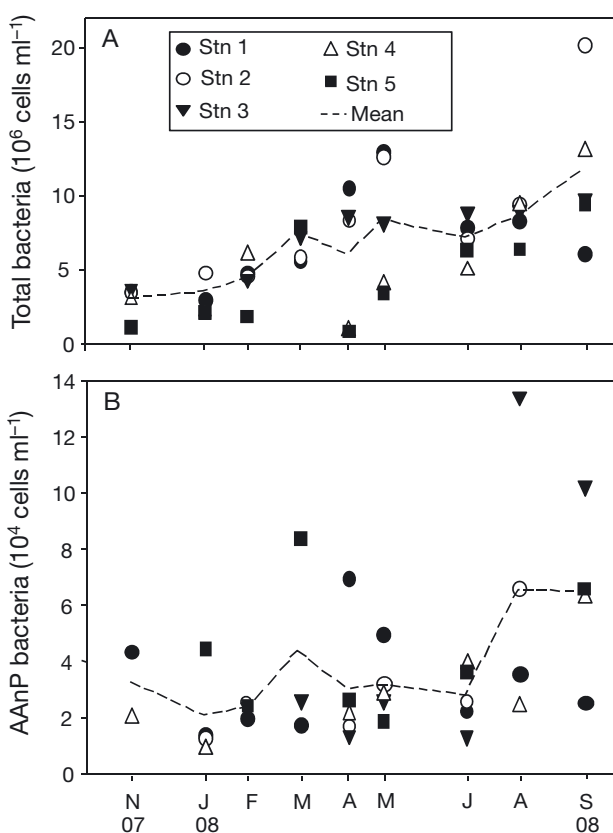 A
Stn 1
Stn 2
Stn 3
Stn 4
Stn 5
Mean
Total bacteria (10⁶ cells ml⁻¹)
20
15
10
5
0
B
AAnP bacteria (10⁴ cells ml⁻¹)
14
12
10
8
6
4
2
0
N J F M A M J A S
07 08 08